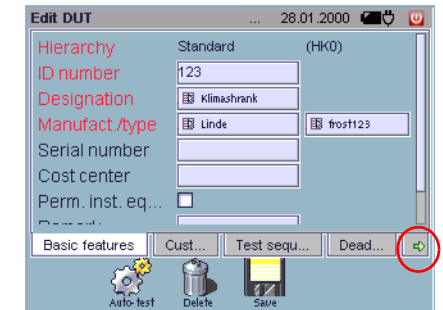 Edit DUT ... 28.01.2000
Hierarchy Standard (HK0)
ID number 123
Designation Klimashrank
Manufact./type Linde frost123
Serial number
Cost center
Perm. inst. eq...
Basic features Cust... Test sequ... Dead...
Auto-test Delete Save